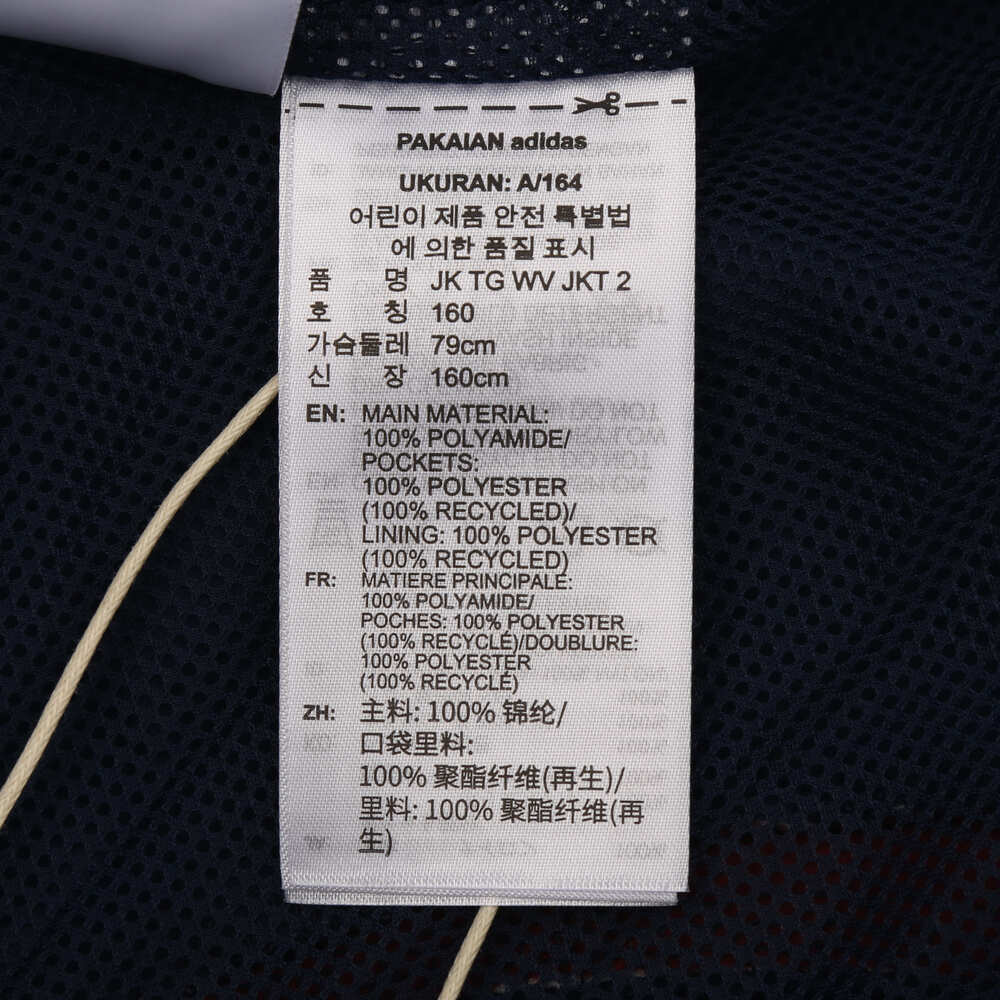 PAKAIAN adidas
UKURAN: A/164
어린이 제품 안전 특별법
에 의한 품질 표시
품 명 JK TG WV JKT 2
호 칭 160
가슴둘레 79cm
신 장 160cm
EN: MAIN MATERIAL:
100% POLYAMIDE/
POCKETS:
100% POLYESTER
(100% RECYCLED)/
LINING: 100% POLYESTER
(100% RECYCLED)
FR: MATIERE PRINCIPALE:
100% POLYAMIDE/
POCHES: 100% POLYESTER
(100% RECYCLÉ)/DOUBLURE:
100% POLYESTER
(100% RECYCLÉ)
ZH: 主料: 100% 锦纶/
口袋里料:
100% 聚酯纤维(再生)/
里料: 100% 聚酯纤维(再
生)